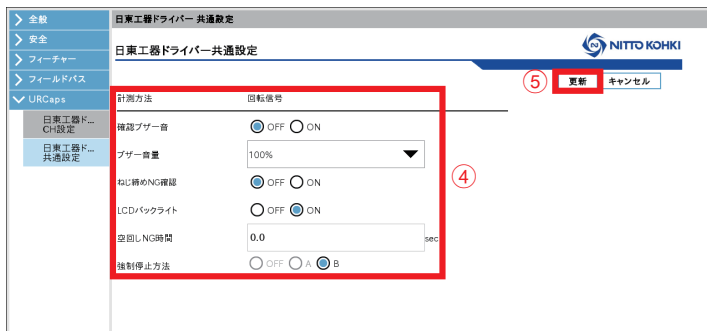 全般
安全
フィーチャー
フィールドバス
URCaps
日東工器ド...
CH設定
日東工器ド...
共通設定
日東工器ドライバー 共通設定
日東工器ドライバー共通設定
NITTO KOHKI
⑤ 更新 キャンセル
計測方法 回転信号
確認ブザー音 OFF ON
ブザー音量 100%
ねじ締めNG確認 OFF ON
④
LCDバックライト OFF ON
空回しNG時間 0.0 sec
強制停止方法 OFF A B